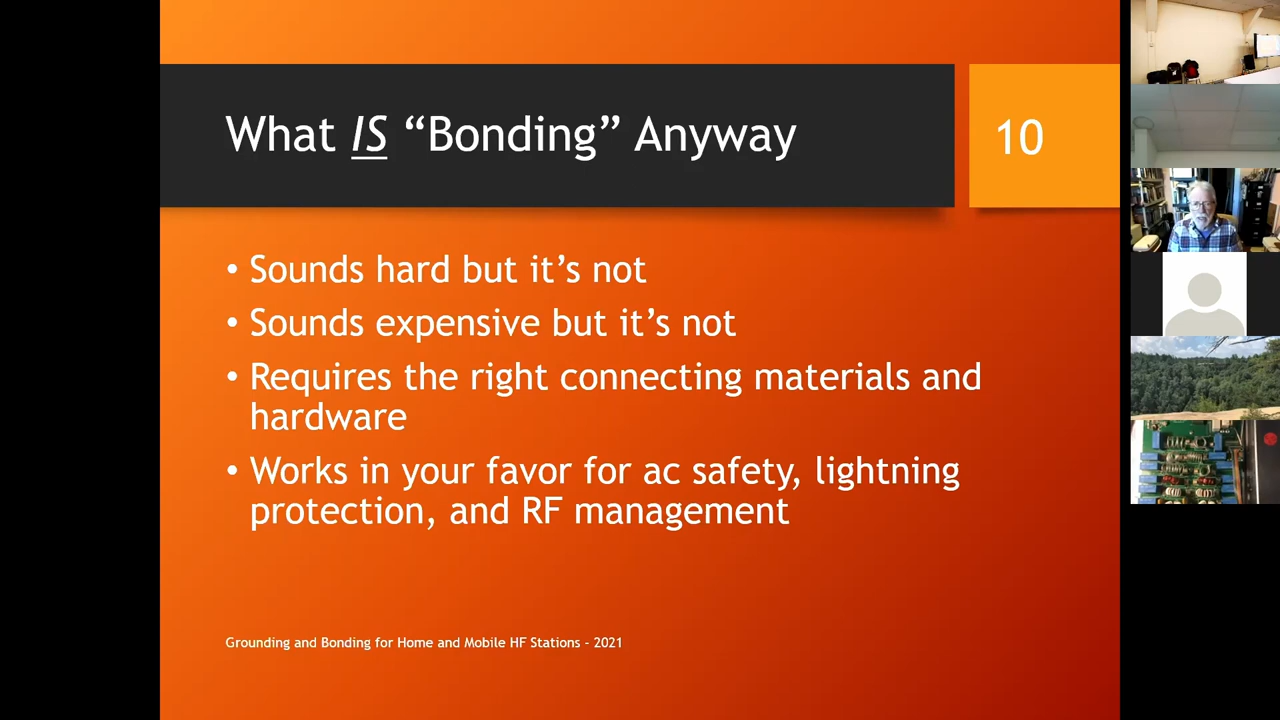 What IS “Bonding” Anyway
10
• Sounds hard but it’s not
• Sounds expensive but it’s not
• Requires the right connecting materials and
hardware
• Works in your favor for ac safety, lightning
protection, and RF management
Grounding and Bonding for Home and Mobile HF Stations - 2021